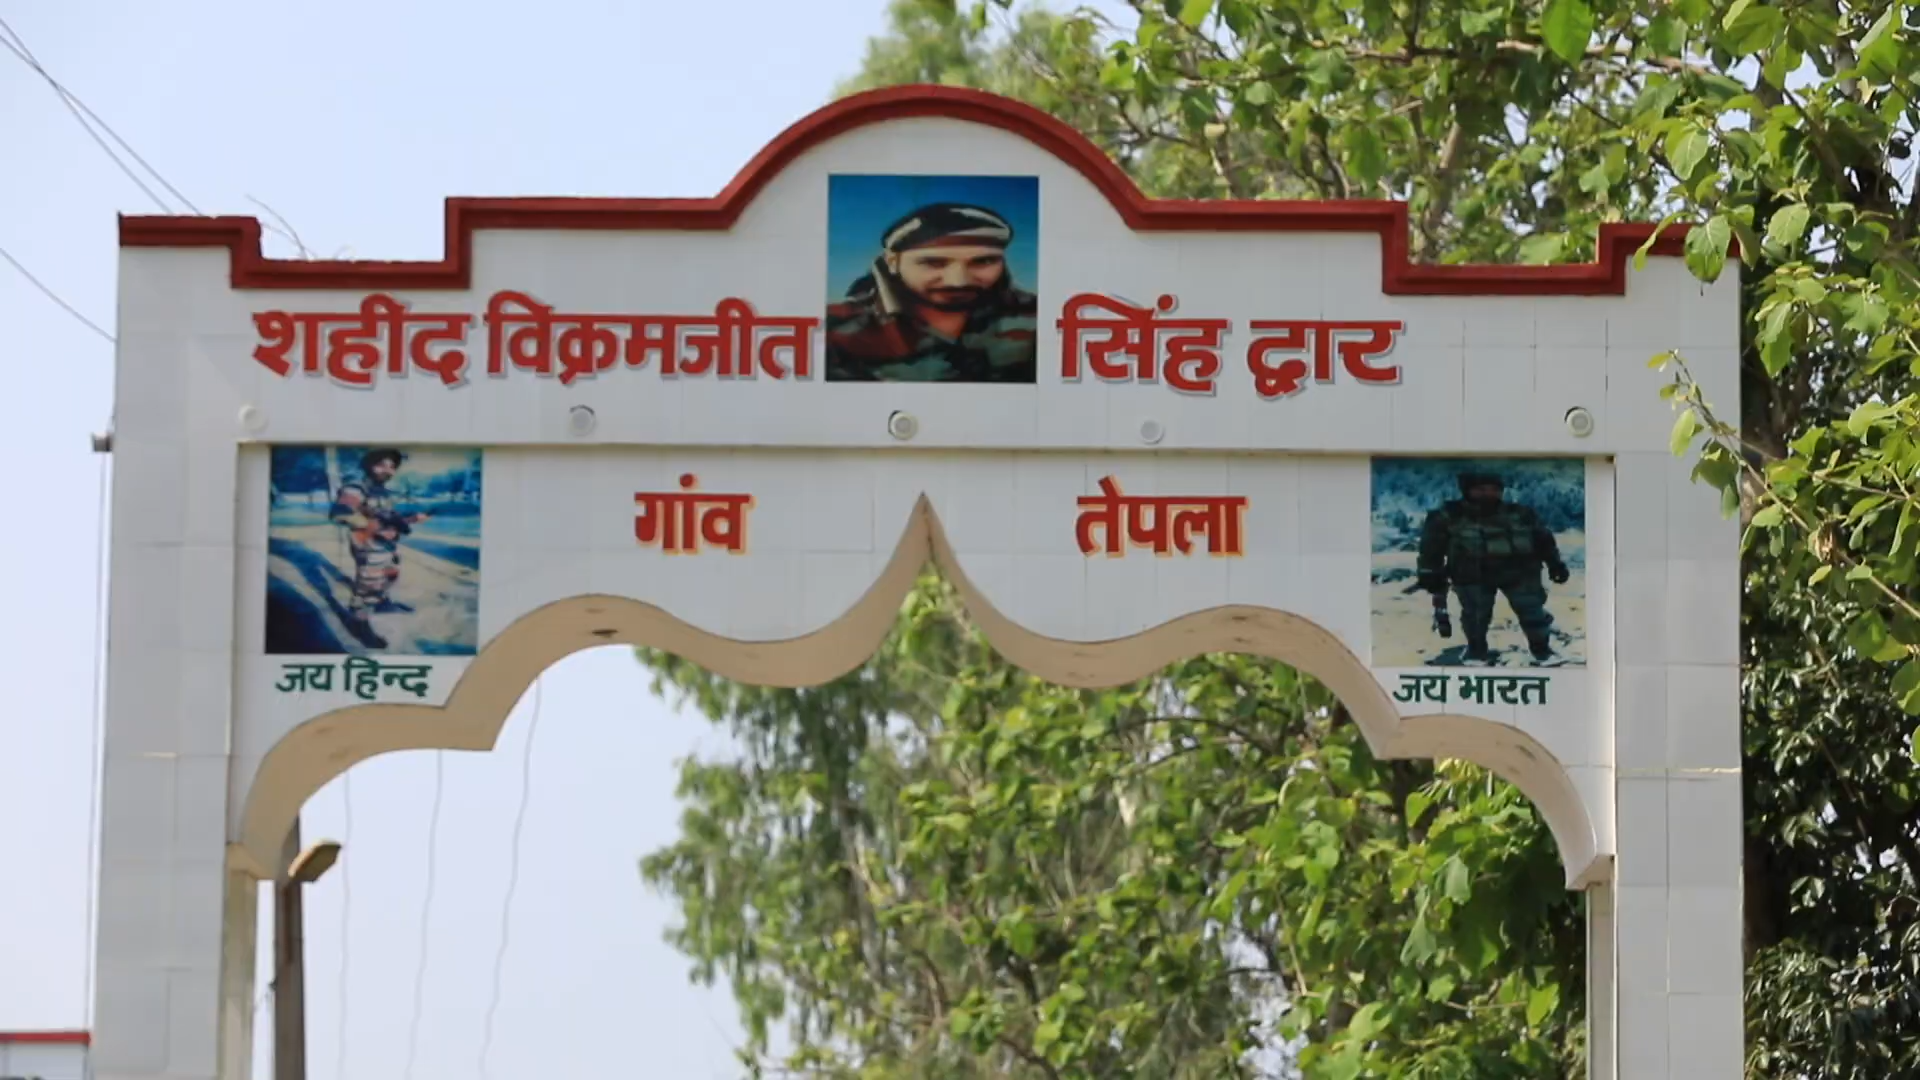 शहीद विक्रमजीत सिंह द्वार
गांव तेपला
जय हिन्द
जय भारत